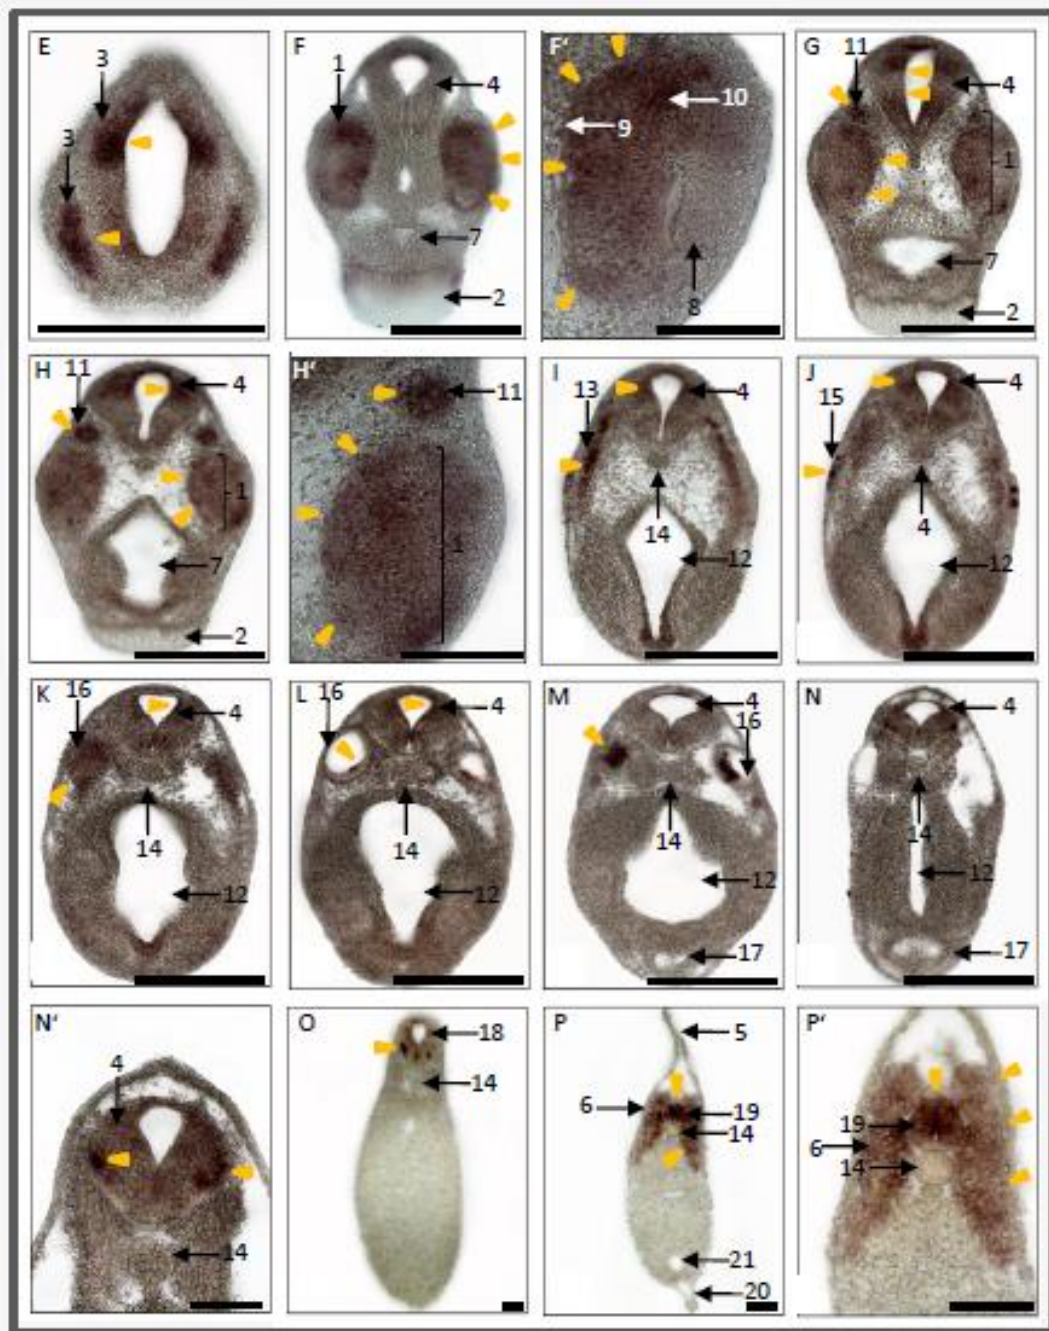 E 3 3
F 1 4 7 2
F' 10 9 8
G 11 4 1 7 2
H 11 4 1 7 2
H' 11 1
I 13 4 14 12
J 15 4 4 12
K 16 4 14 12
L 16 4 14 12
M 4 16 14 12 17
N 4 14 12 17
N' 4 14
O 18 14
P 5 6 19 14 21 20
P' 19 6 14